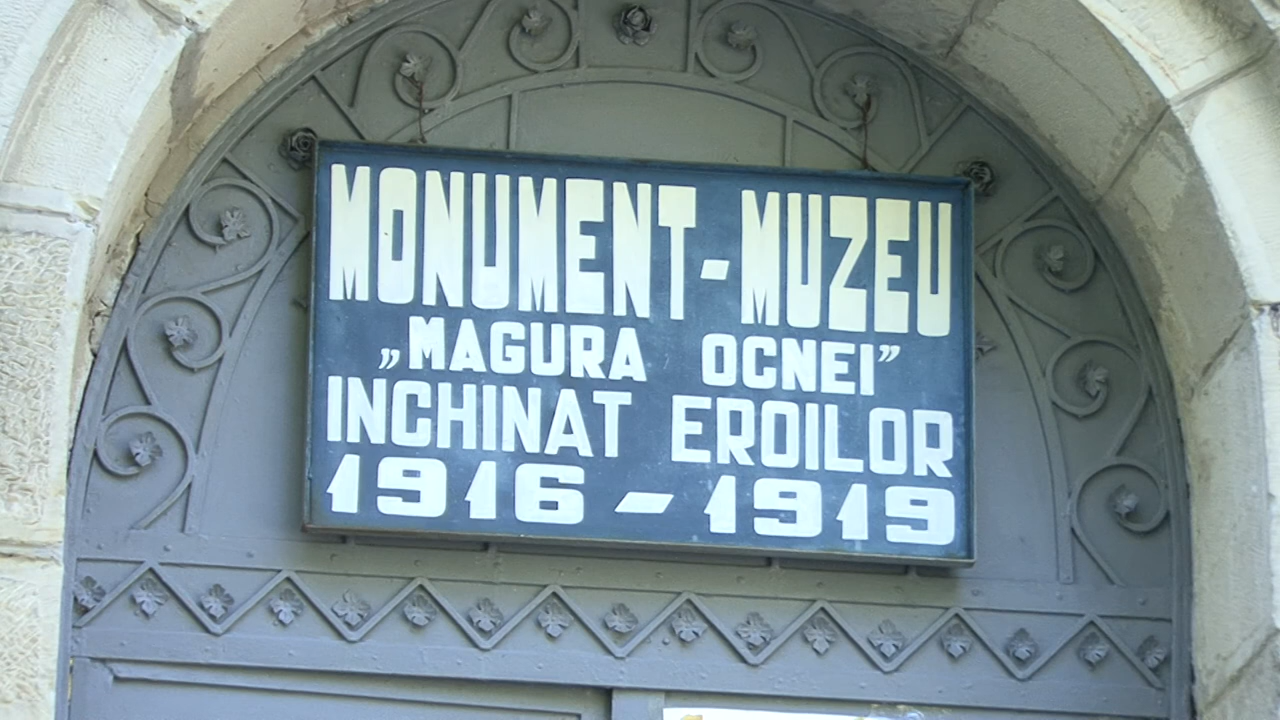 MONUMENT-MUZEU
„MAGURA OCNEI”
INCHINAT EROILOR
1916-1919